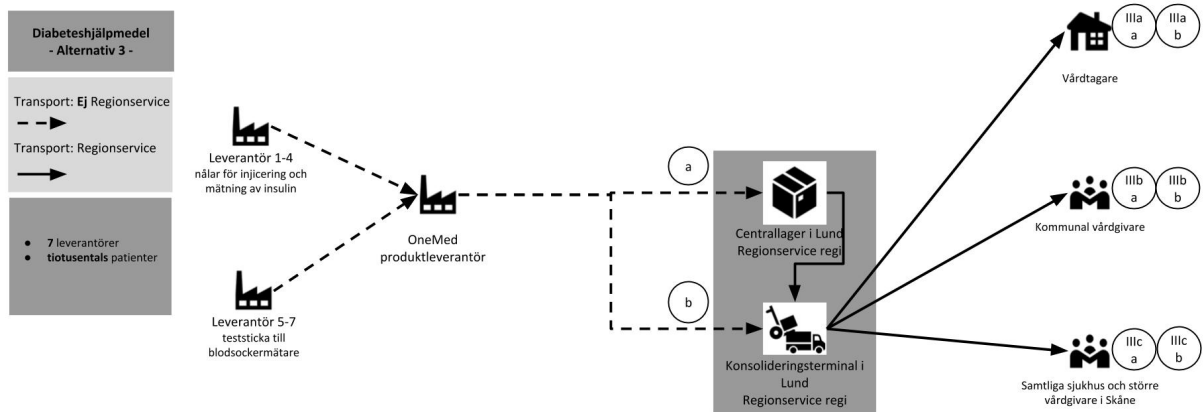 Diabeteshjälpmedel
- Alternativ 3 -
Transport: Ej Regionservice
Transport: Regionservice
● 7 leverantörer
● tiotusentals patienter
Leverantör 1-4
nålar för injicering och
mätning av insulin
Leverantör 5-7
teststicka till
blodsockermätare
OneMed
produktleverantör
a
b
Centrallager i Lund
Regionservice regi
Konsolideringsterminal i
Lund
Regionservice regi
IIIa
a
IIIa
b
Vårdtagare
IIIb
a
IIIb
b
Kommunal vårdgivare
IIIc
a
IIIc
b
Samtliga sjukhus och större
vårdgivare i Skåne